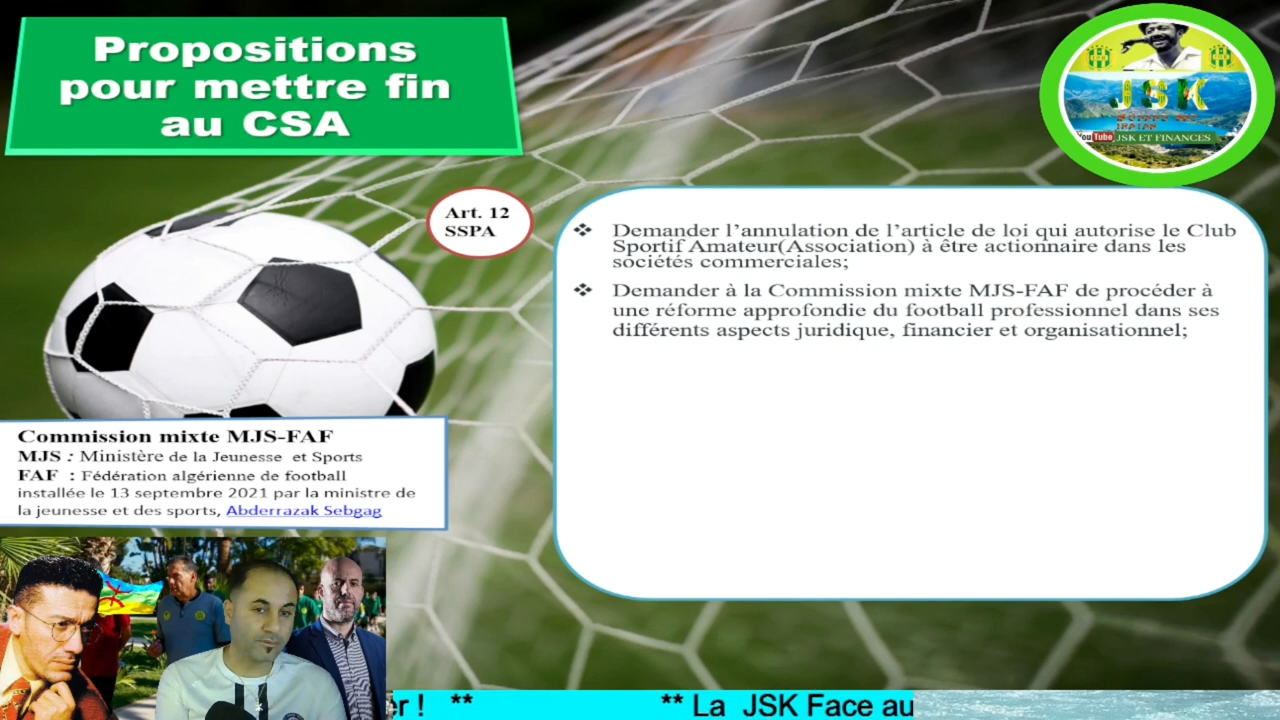 Propositions
pour mettre fin
au CSA
JSK
YouTube JSK ET FINANCES
Art. 12
SSPA
❖ Demander l’annulation de l’article de loi qui autorise le Club
Sportif Amateur(Association) à être actionnaire dans les
sociétés commerciales;
❖ Demander à la Commission mixte MJS-FAF de procéder à
une réforme approfondie du football professionnel dans ses
différents aspects juridique, financier et organisationnel;
Commission mixte MJS-FAF
MJS : Ministère de la Jeunesse et Sports
FAF : Fédération algérienne de football
installée le 13 septembre 2021 par la ministre de
la jeunesse et des sports, Abderrazak Sebgag
er ! ** ** La JSK Face au